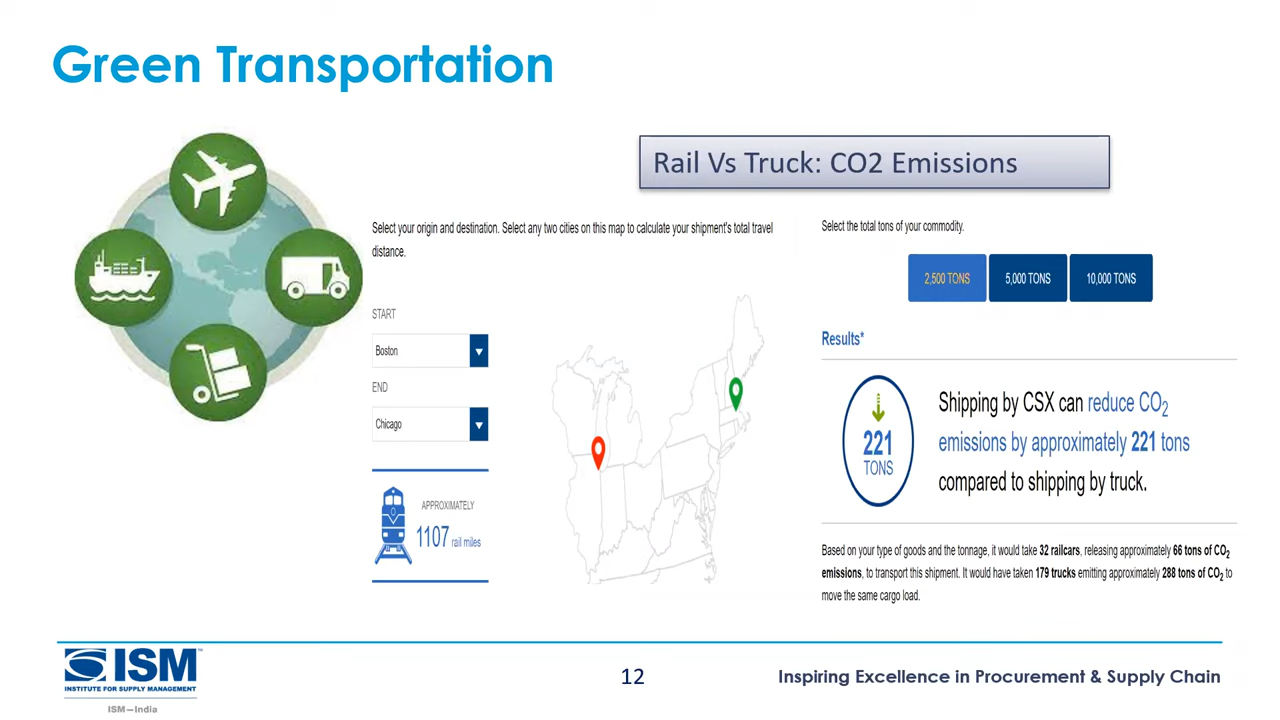 Green Transportation
Rail Vs Truck: CO2 Emissions
Select your origin and destination. Select any two cities on this map to calculate your shipment's total travel
distance.
START
Boston
END
Chicago
APPROXIMATELY
1107 rail miles
Select the total tons of your commodity.
2,500 TONS 5,000 TONS 10,000 TONS
Results*
221
TONS
Shipping by CSX can reduce CO2
emissions by approximately 221 tons
compared to shipping by truck.
Based on your type of goods and the tonnage, it would take 32 railcars, releasing approximately 66 tons of CO2
emissions, to transport this shipment. It would have taken 179 trucks emitting approximately 288 tons of CO2 to
move the same cargo load.
ISM™
INSTITUTE FOR SUPPLY MANAGEMENT
ISM—India
12
Inspiring Excellence in Procurement & Supply Chain